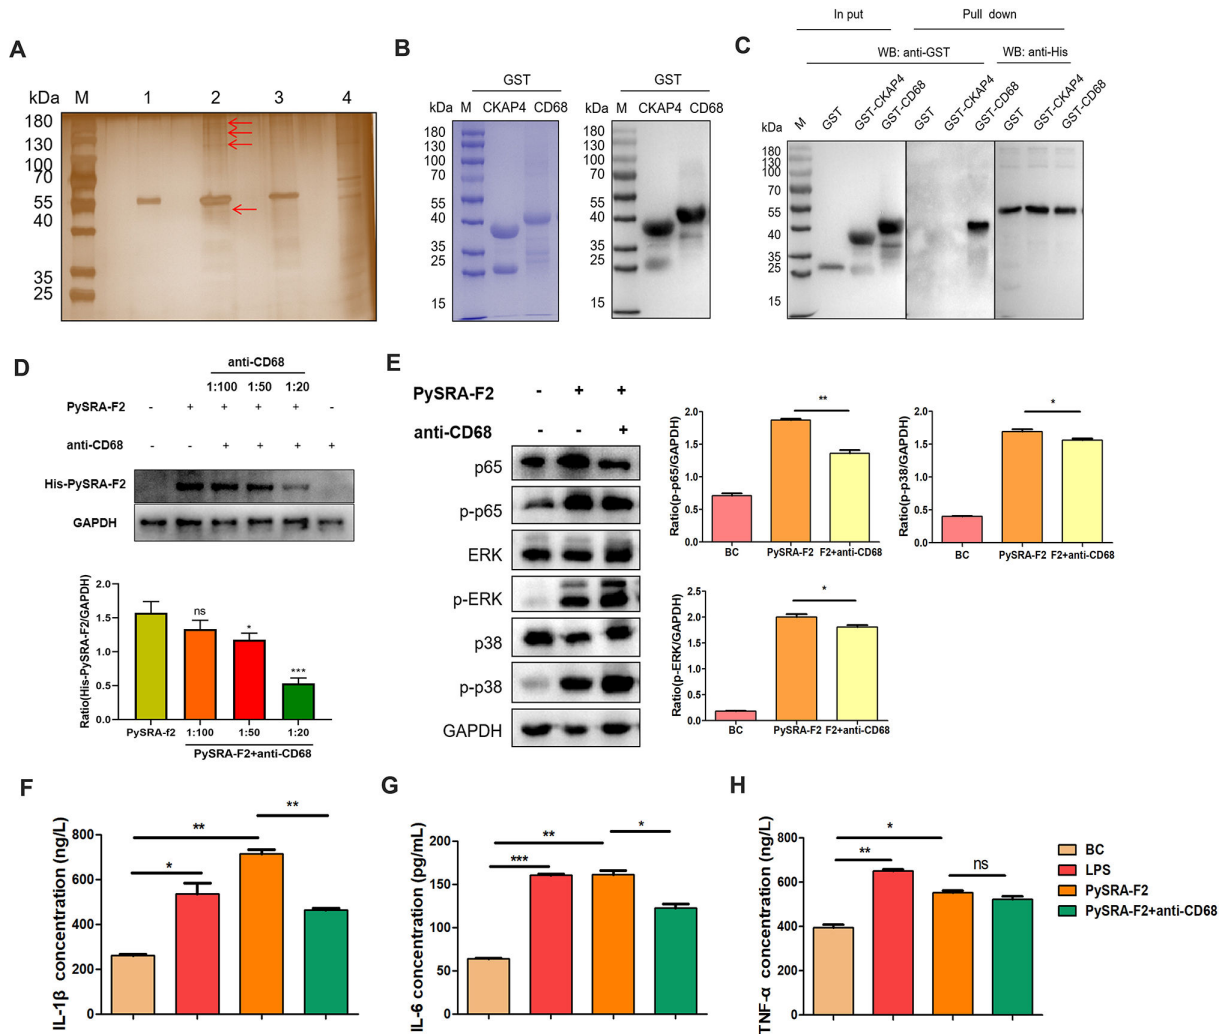 A
kDa M 1 2 3 4
180
130
100
70
55
40
35
25
B
GST
kDa M CKAP4 CD68
180
130
100
70
55
40
35
25
15
GST
M CKAP4 CD68
180
130
100
70
55
40
35
25
15
C
In put Pull down
WB: anti-GST WB: anti-His
kDa M GST GST-CKAP4 GST-CD68 GST GST-CKAP4 GST-CD68 GST GST-CKAP4 GST-CD68
180
130
100
70
55
40
35
25
15
D
anti-CD68
1:100 1:50 1:20
PySRA-F2 - + + + + -
anti-CD68 - - + + + +
His-PySRA-F2
GAPDH
Ratio(His-PySRA-F2/GAPDH)
2.0
1.5
1.0
0.5
0.0
ns
*
***
PySRA-f2 1:100 1:50 1:20
PySRA-F2+anti-CD68
E
PySRA-F2 - + +
anti-CD68 - - +
p65
p-p65
ERK
p-ERK
p38
p-p38
GAPDH
Ratio(p-p65/GAPDH)
2.0
1.5
1.0
0.5
0.0
**
BC PySRA-F2 F2+anti-CD68
Ratio(p-p38/GAPDH)
2.0
1.5
1.0
0.5
0.0
*
BC PySRA-F2 F2+anti-CD68
Ratio(p-ERK/GAPDH)
2.5
2.0
1.5
1.0
0.5
0.0
*
BC PySRA-F2 F2+anti-CD68
F
IL-1β concentration (ng/L)
800
600
400
200
0
*
**
**
G
IL-6 concentration (pg/mL)
200
150
100
50
0
***
**
*
H
TNF-α concentration (ng/L)
800
600
400
200
0
**
*
ns
BC
LPS
PySRA-F2
PySRA-F2+anti-CD68